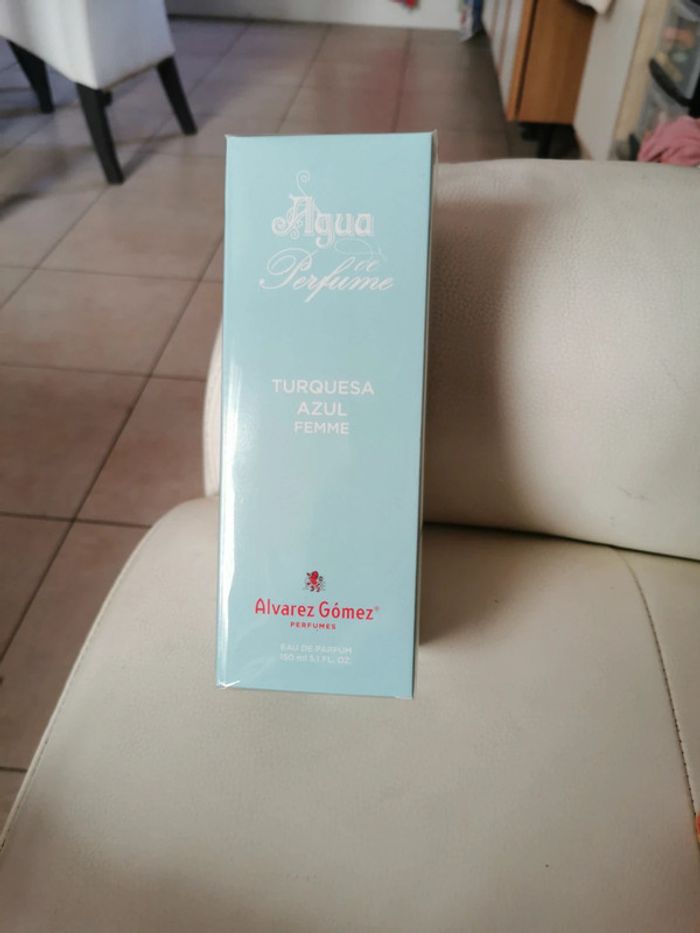 Agua
de
Perfume
TURQUESA
AZUL
FEMME
Alvarez Gómez®
PERFUMES
EAU DE PARFUM
150 ml 5.1 FL. OZ.